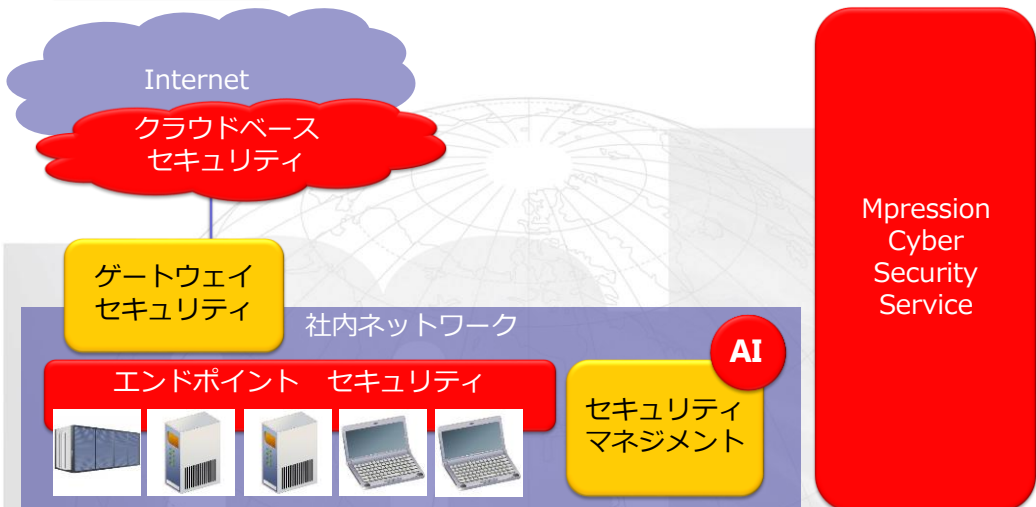 Internet
クラウドベース
セキュリティ
ゲートウェイ
セキュリティ
社内ネットワーク
エンドポイント　セキュリティ
AI
セキュリティ
マネジメント
Mpression
Cyber
Security
Service